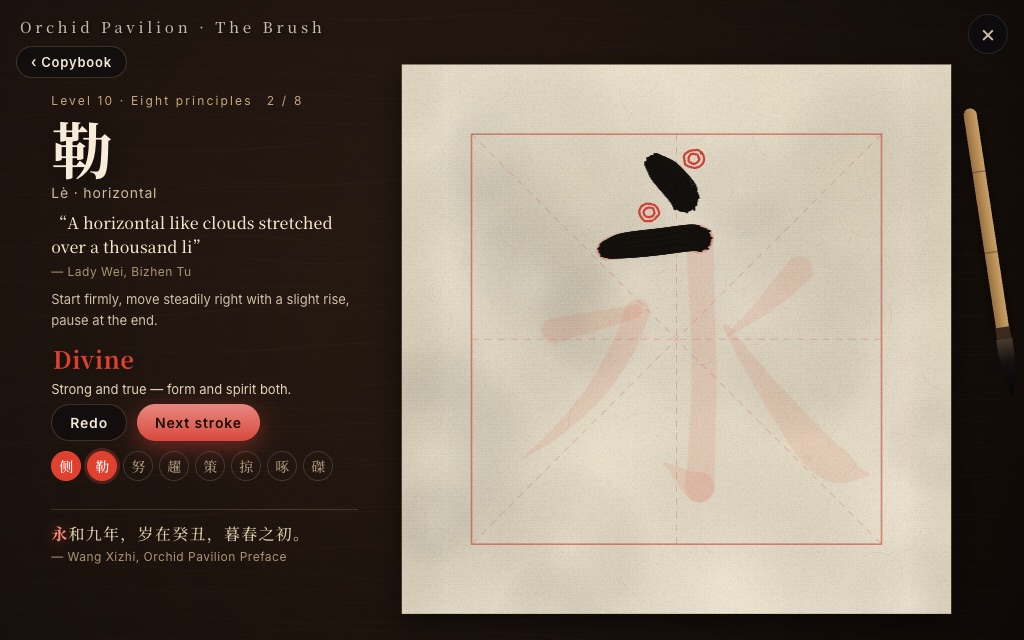 Orchid Pavilion · The Brush
‹ Copybook
Level 10 · Eight principles 2 / 8
勒
Lè · horizontal
“A horizontal like clouds stretched
over a thousand li”
— Lady Wei, Bizhen Tu
Start firmly, move steadily right with a slight rise,
pause at the end.
Divine
Strong and true — form and spirit both.
Redo Next stroke
侧 勒 努 趯 策 掠 啄 磔
永和九年，岁在癸丑，暮春之初。
— Wang Xizhi, Orchid Pavilion Preface
×
永